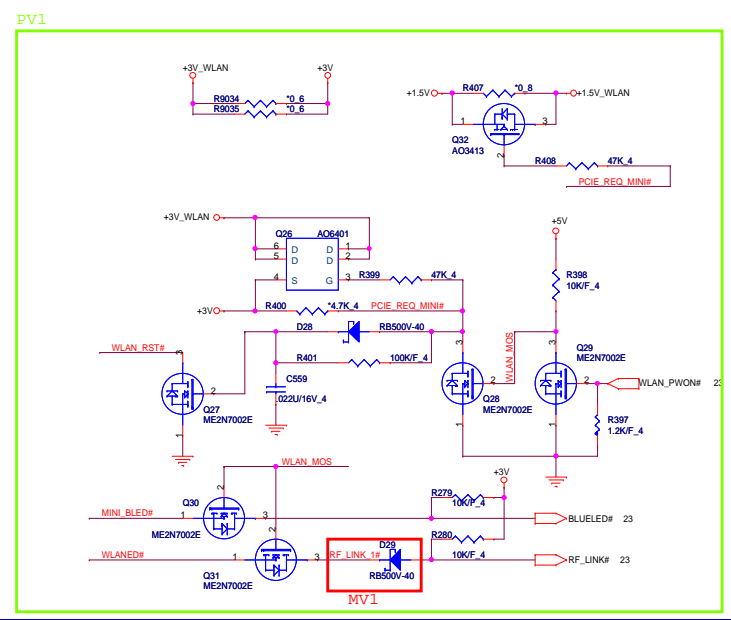 PV1
+3V_WLAN
+3V
R9034 *0_6
R9035 *0_6
+1.5V
R407 *0_8
+1.5V_WLAN
1
3
Q32
AO3413
2
R408 47K_4
PCIE_REQ_MINI#
+3V_WLAN
Q26 AO6401
6 D D 1
5 D D 2
4 S G 3
R399 47K_4
+3V
R400 *4.7K_4 PCIE_REQ_MINI#
+5V
R398
10K/F_4
D28 RB500V-40
R401 100K/F_4
WLAN_RST#
3
2
1
Q27
ME2N7002E
C559
.022U/16V_4
3
2
1
Q28
ME2N7002E
WLAN_MOS
3
Q29
ME2N7002E
2
1
WLAN_PWON# 23
R397
1.2K/F_4
WLAN_MOS
+3V
Q30
2
MINI_BLED# 1
3
ME2N7002E
R279
10K/F_4
BLUELED# 23
2
R280
10K/F_4
WLANED# 1
3
Q31
ME2N7002E
RF_LINK_1#
D29
RB500V-40
RF_LINK# 23
MV1